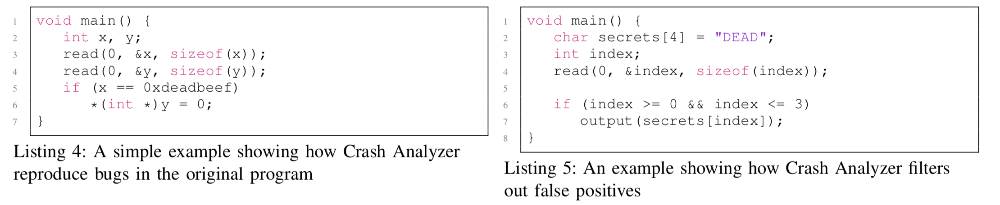 1 void main() {
2 int x, y;
3 read(0, &x, sizeof(x));
4 read(0, &y, sizeof(y));
5 if (x == 0xdeadbeef)
6 *(int *)y = 0;
7 }
Listing 4: A simple example showing how Crash Analyzer
reproduce bugs in the original program
1 void main() {
2 char secrets[4] = "DEAD";
3 int index;
4 read(0, &index, sizeof(index));
5
6 if (index >= 0 && index <= 3)
7 output(secrets[index]);
8 }
Listing 5: An example showing how Crash Analyzer filters
out false positives